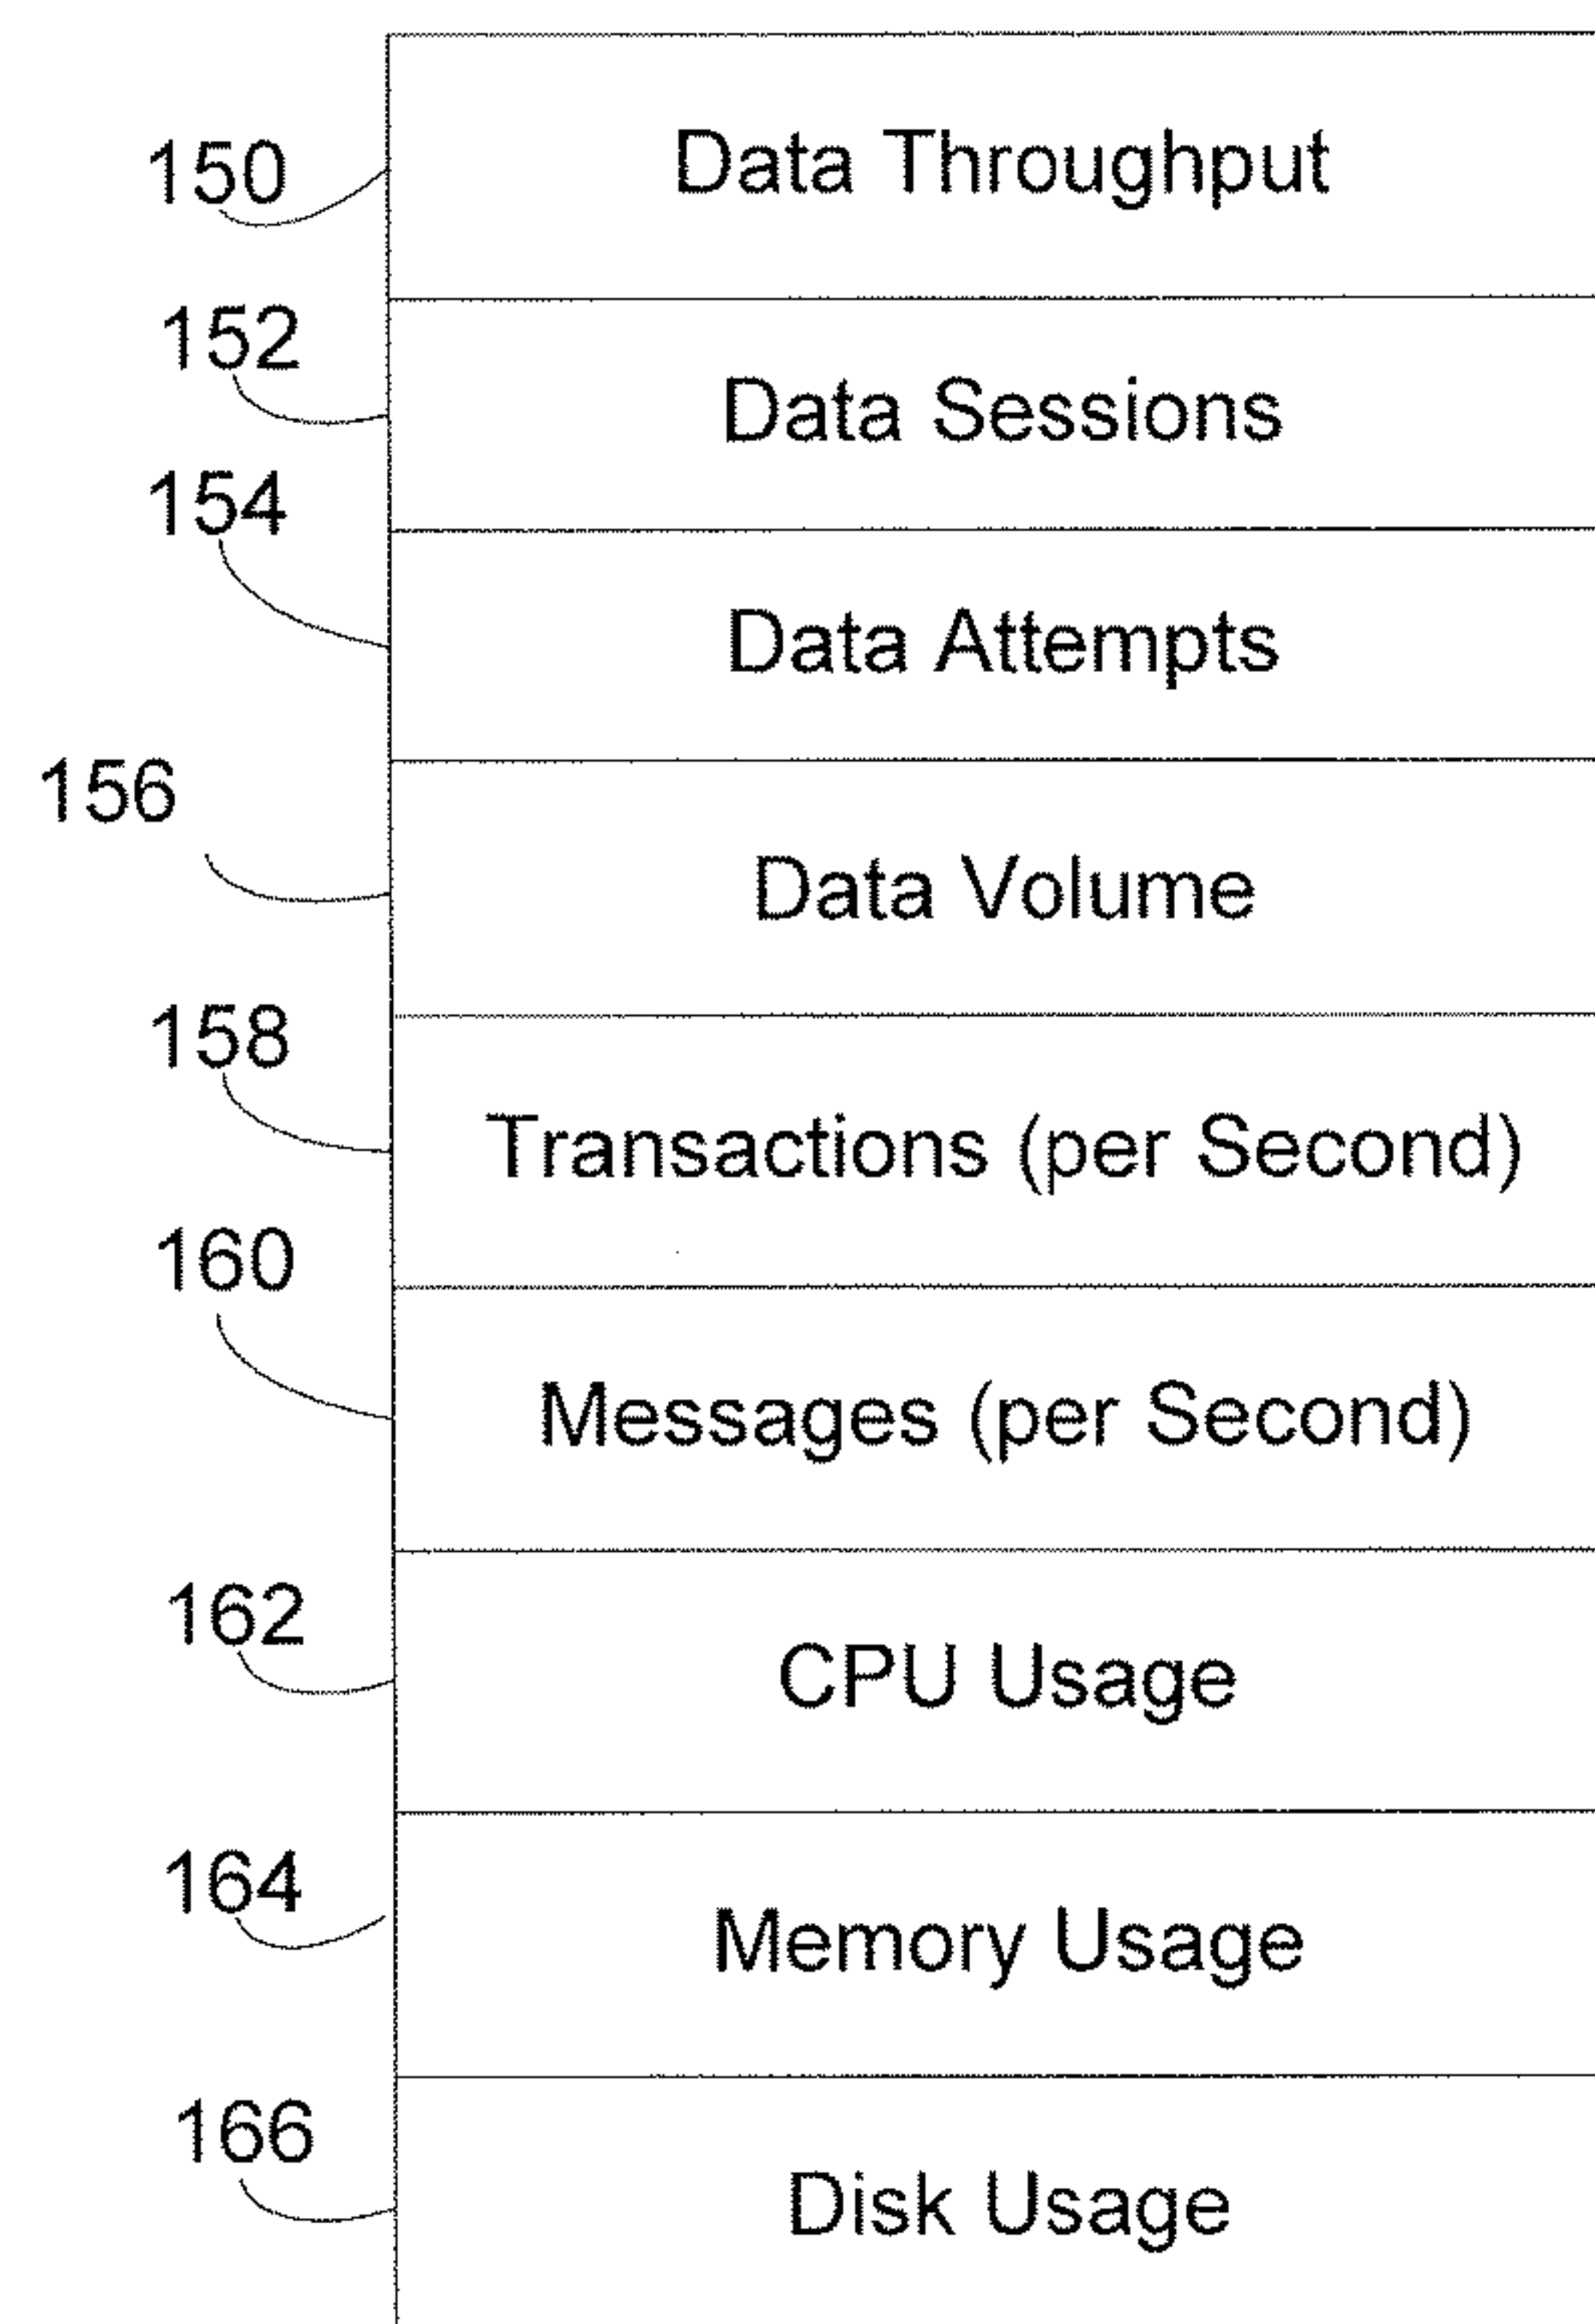 150 Data Throughput
152 Data Sessions
154 Data Attempts
156 Data Volume
158 Transactions (per Second)
160 Messages (per Second)
162 CPU Usage
164 Memory Usage
166 Disk Usage